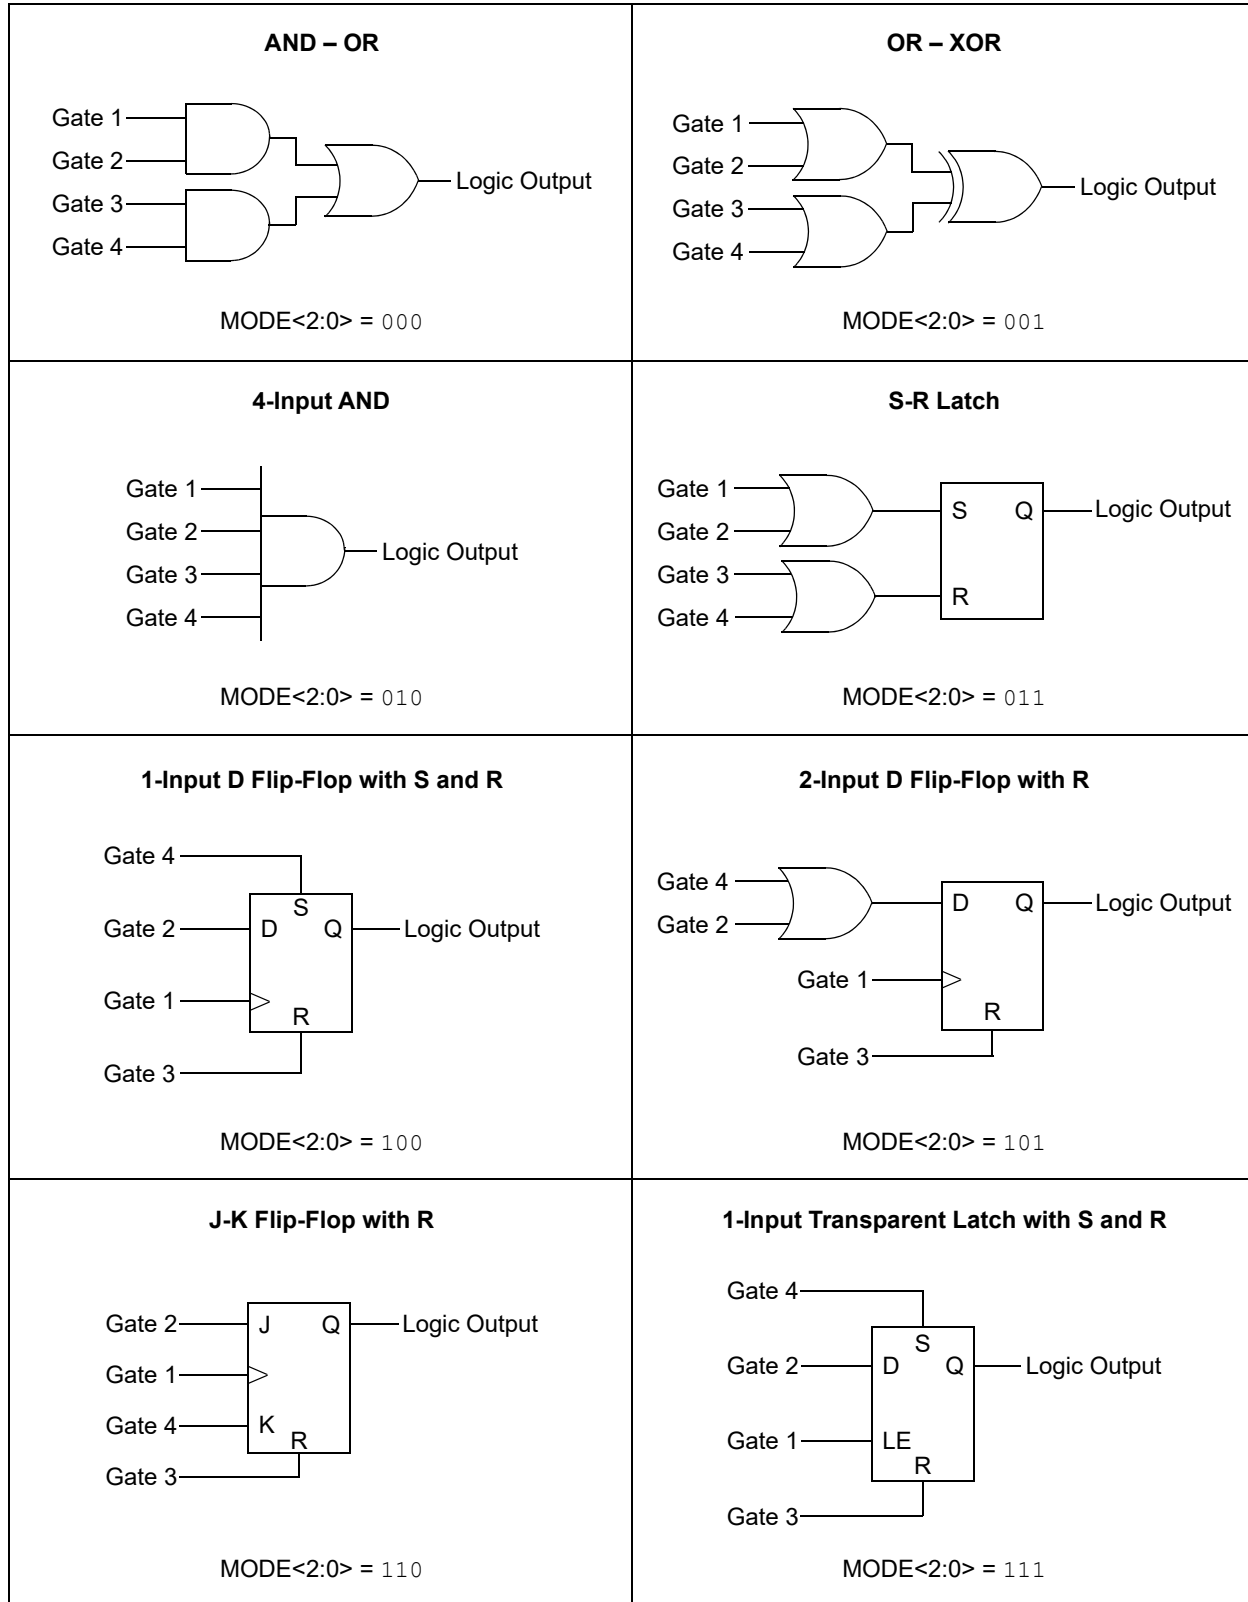 AND – OR
Gate 1
Gate 2
Gate 3
Gate 4
Logic Output
MODE<2:0> = 000
OR – XOR
Gate 1
Gate 2
Gate 3
Gate 4
Logic Output
MODE<2:0> = 001
4-Input AND
Gate 1
Gate 2
Gate 3
Gate 4
Logic Output
MODE<2:0> = 010
S-R Latch
Gate 1
Gate 2
Gate 3
Gate 4
S Q
R
Logic Output
MODE<2:0> = 011
1-Input D Flip-Flop with S and R
Gate 4
S
Gate 2
D Q
Logic Output
Gate 1
R
Gate 3
MODE<2:0> = 100
2-Input D Flip-Flop with R
Gate 4
Gate 2
D Q
Logic Output
Gate 1
R
Gate 3
MODE<2:0> = 101
J-K Flip-Flop with R
Gate 2
J Q
Logic Output
Gate 1
Gate 4
K
R
Gate 3
MODE<2:0> = 110
1-Input Transparent Latch with S and R
Gate 4
S
Gate 2
D Q
Logic Output
Gate 1
LE
R
Gate 3
MODE<2:0> = 111